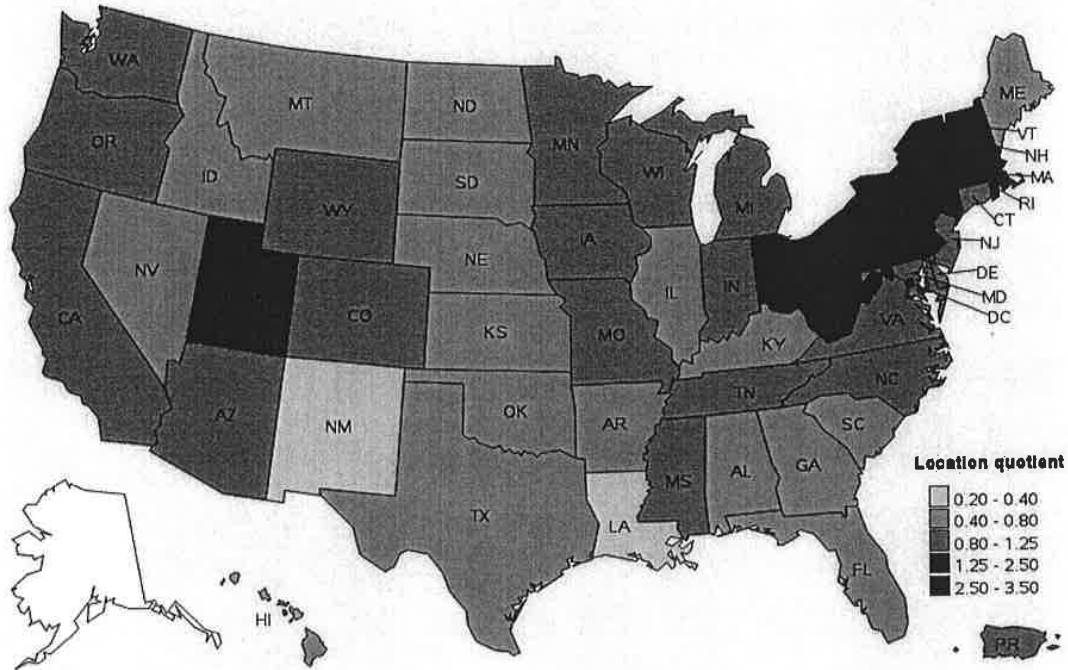 WA
MT
ND
ME
OR
MN
VT
NH
ID
SD
WI
MA
WY
MI
RI
CT
IA
NE
NJ
NV
IL
IN
DE
CO
MD
CA
KS
MO
VA
DC
KY
NC
TN
AZ
OK
NM
AR
SC
MS
AL
GA
Location quotient
0.20 - 0.40
TX
LA
0.40 - 0.80
0.80 - 1.25
FL
1.25 - 2.50
2.50 - 3.50
HI
PR